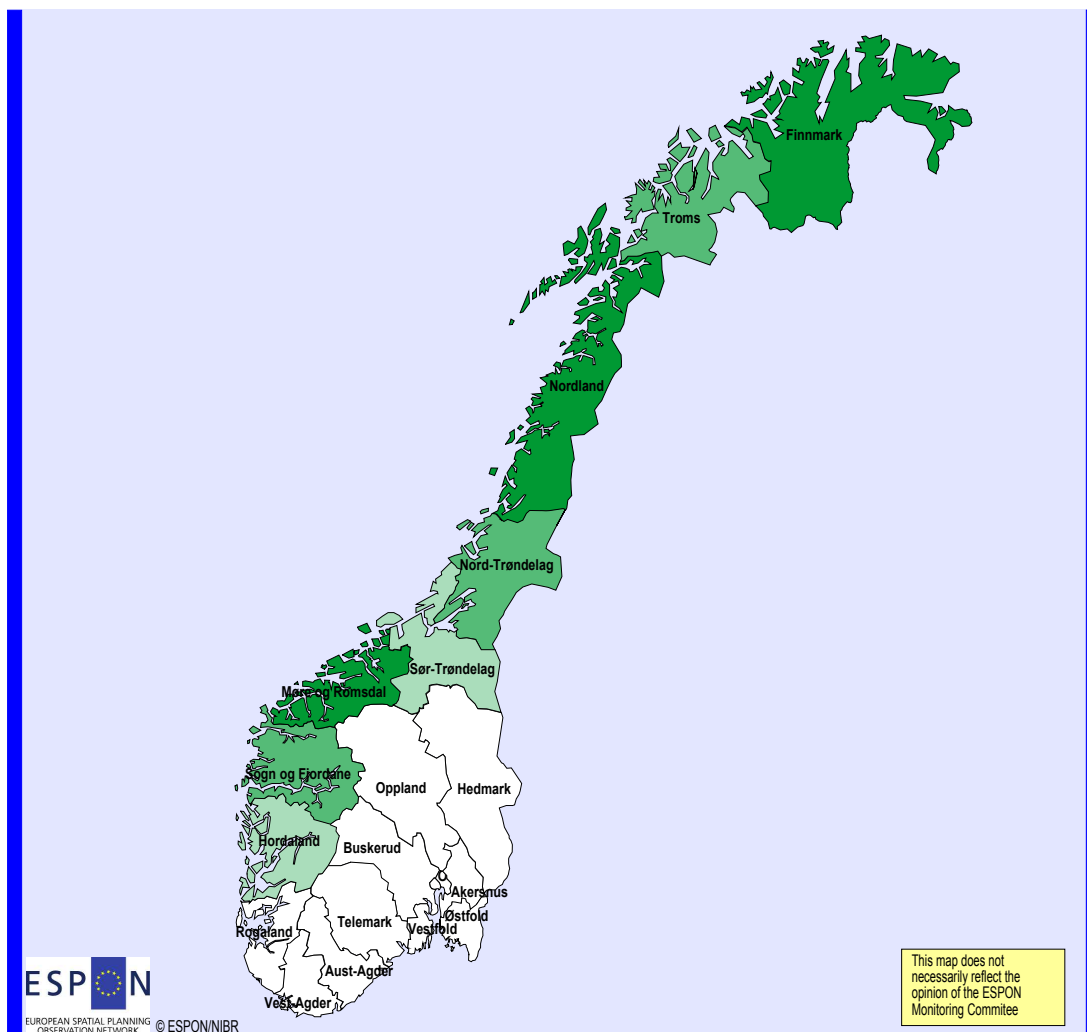 Finnmark
Troms
Nordland
Nord-Trøndelag
Sør-Trøndelag
Møre og Romsdal
Sogn og Fjordane
Oppland
Hedmark
Hordaland
Buskerud
O
Akersnus
Østfold
Telemark
Vestfold
Rogaland
Aust-Agder
Vest-Agder
This map does not
necessarily reflect the
opinion of the ESPON
Monitoring Commitee
ESPON
EUROPEAN SPATIAL PLANNING
OBSERVATION NETWORK
© ESPON/NIBR